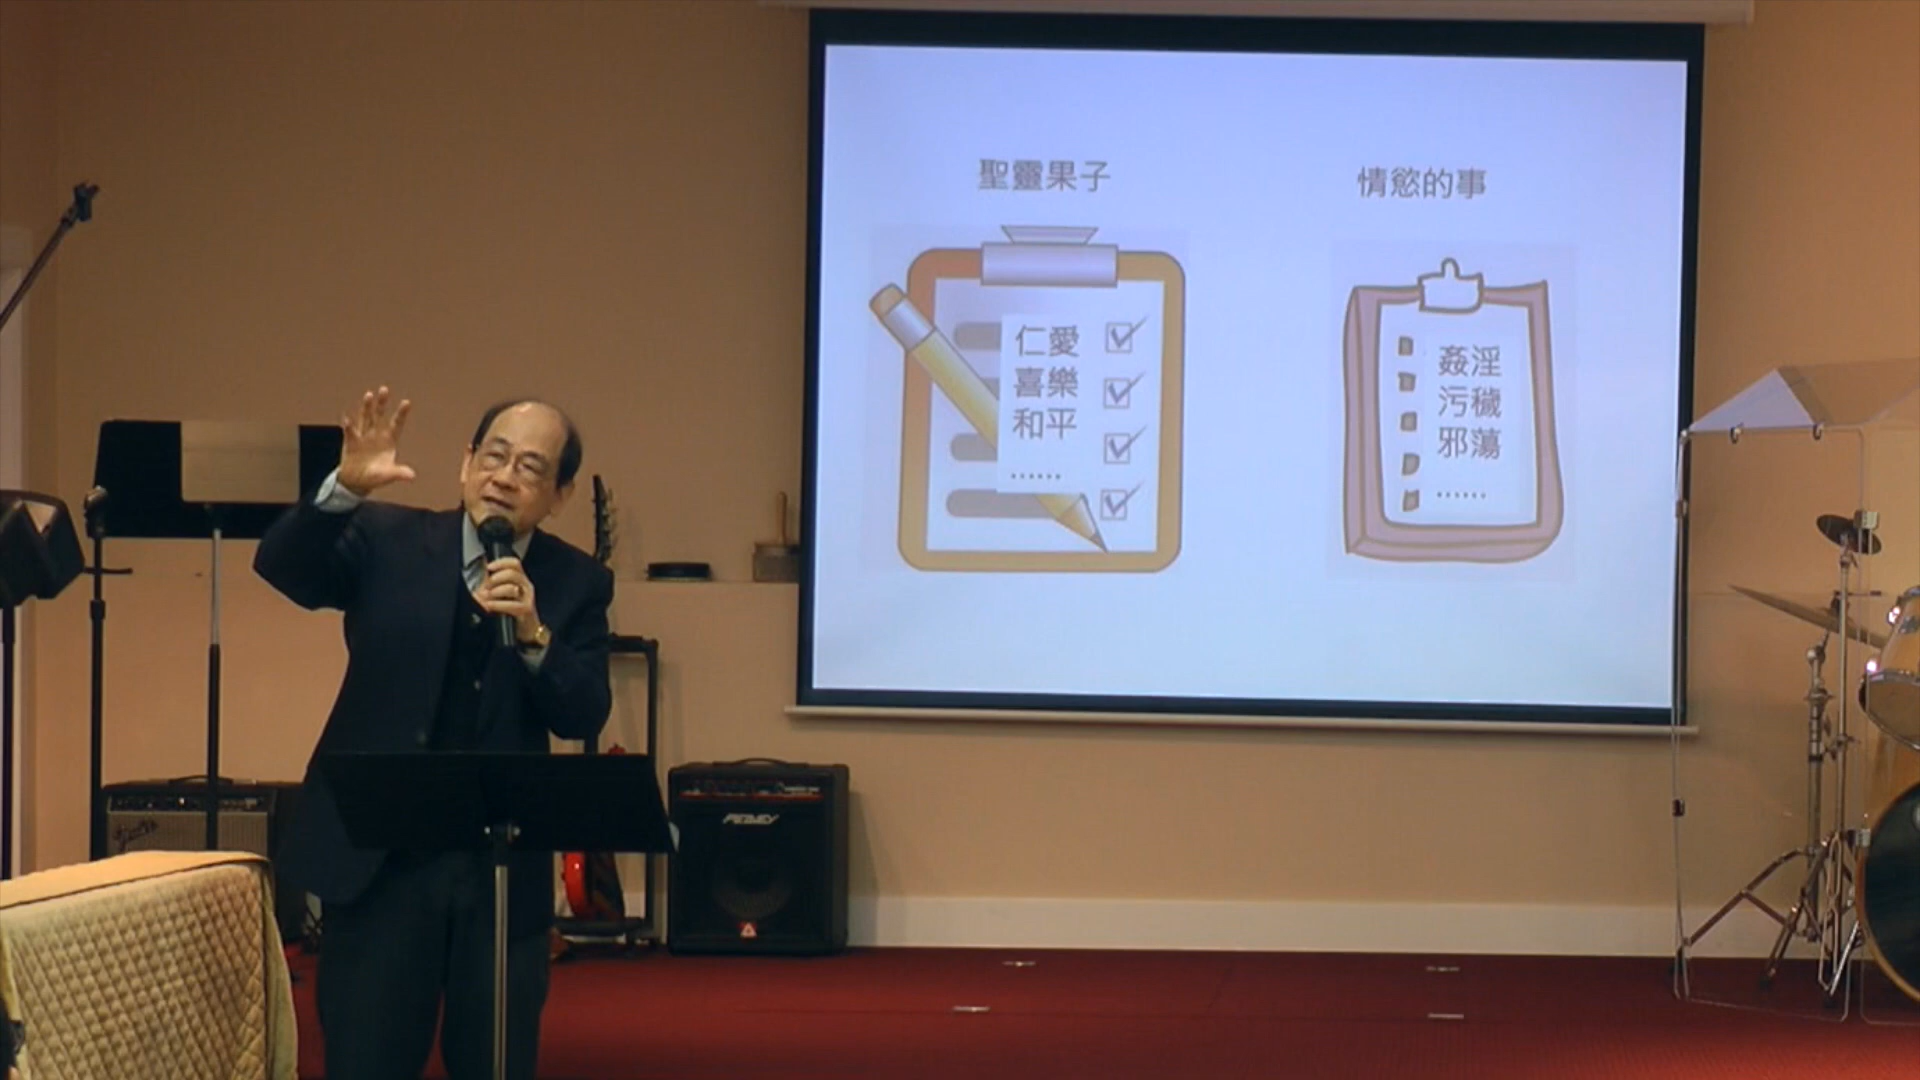 聖靈果子
情慾的事
仁愛
喜樂
和平
......
姦淫
污穢
邪蕩
......
PEAVEY
Fender